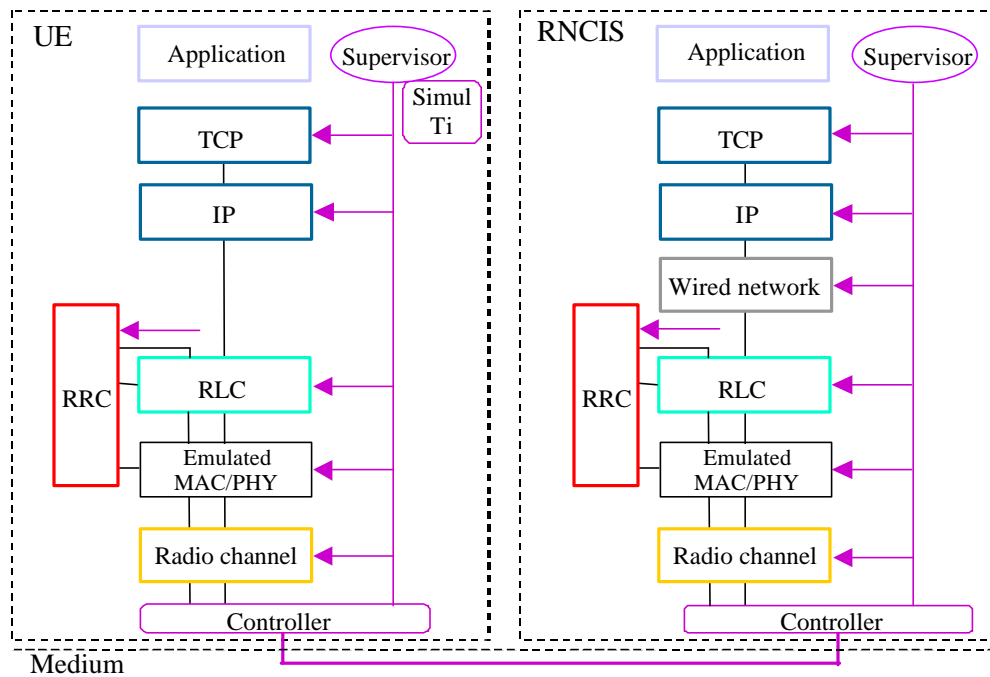 UE
Application
Supervisor
Simul
Ti
TCP
IP
RRC
RLC
Emulated
MAC/PHY
Radio channel
Controller
RNCIS
Application
Supervisor
TCP
IP
Wired network
RRC
RLC
Emulated
MAC/PHY
Radio channel
Controller
Medium